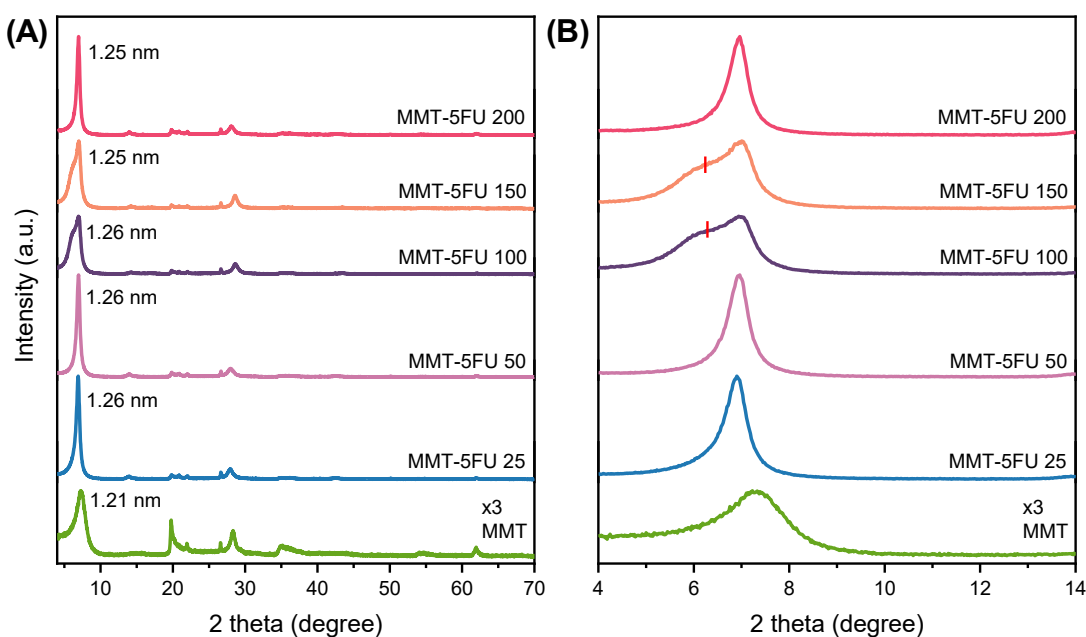 (A)
1.25 nm
MMT-5FU 200
1.25 nm
MMT-5FU 150
1.26 nm
MMT-5FU 100
1.26 nm
MMT-5FU 50
1.26 nm
MMT-5FU 25
1.21 nm
x3
MMT
Intensity (a.u.)
10 20 30 40 50 60 70
2 theta (degree)
(B)
MMT-5FU 200
MMT-5FU 150
MMT-5FU 100
MMT-5FU 50
MMT-5FU 25
x3
MMT
4 6 8 10 12 14
2 theta (degree)